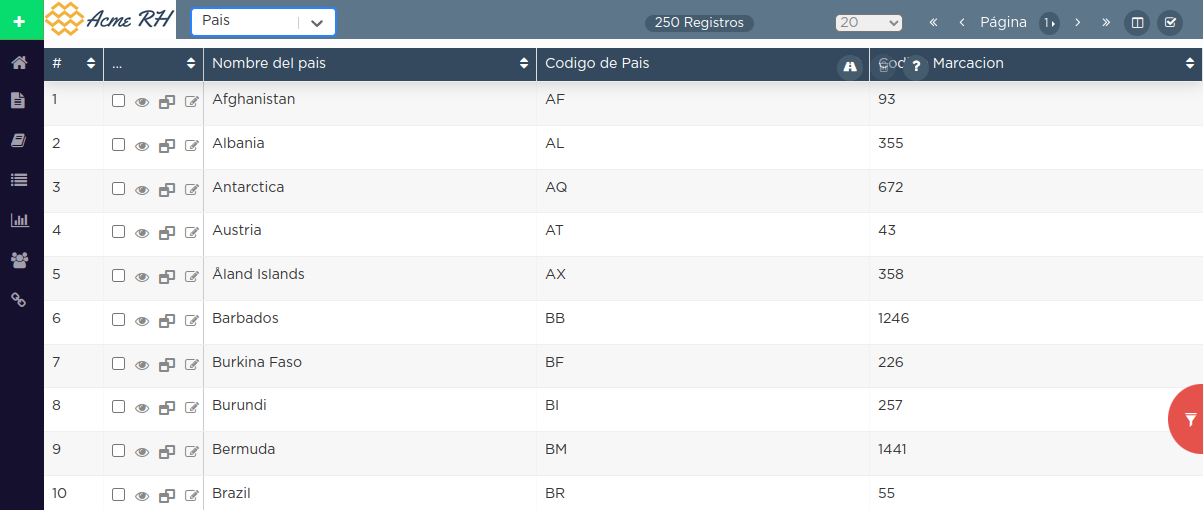 + Acme RH Pais 250 Registros 20 « ‹ Página 1 › »
# ... Nombre del pais Codigo de Pais Marcacion
1 Afghanistan AF 93
2 Albania AL 355
3 Antarctica AQ 672
4 Austria AT 43
5 Åland Islands AX 358
6 Barbados BB 1246
7 Burkina Faso BF 226
8 Burundi BI 257
9 Bermuda BM 1441
10 Brazil BR 55